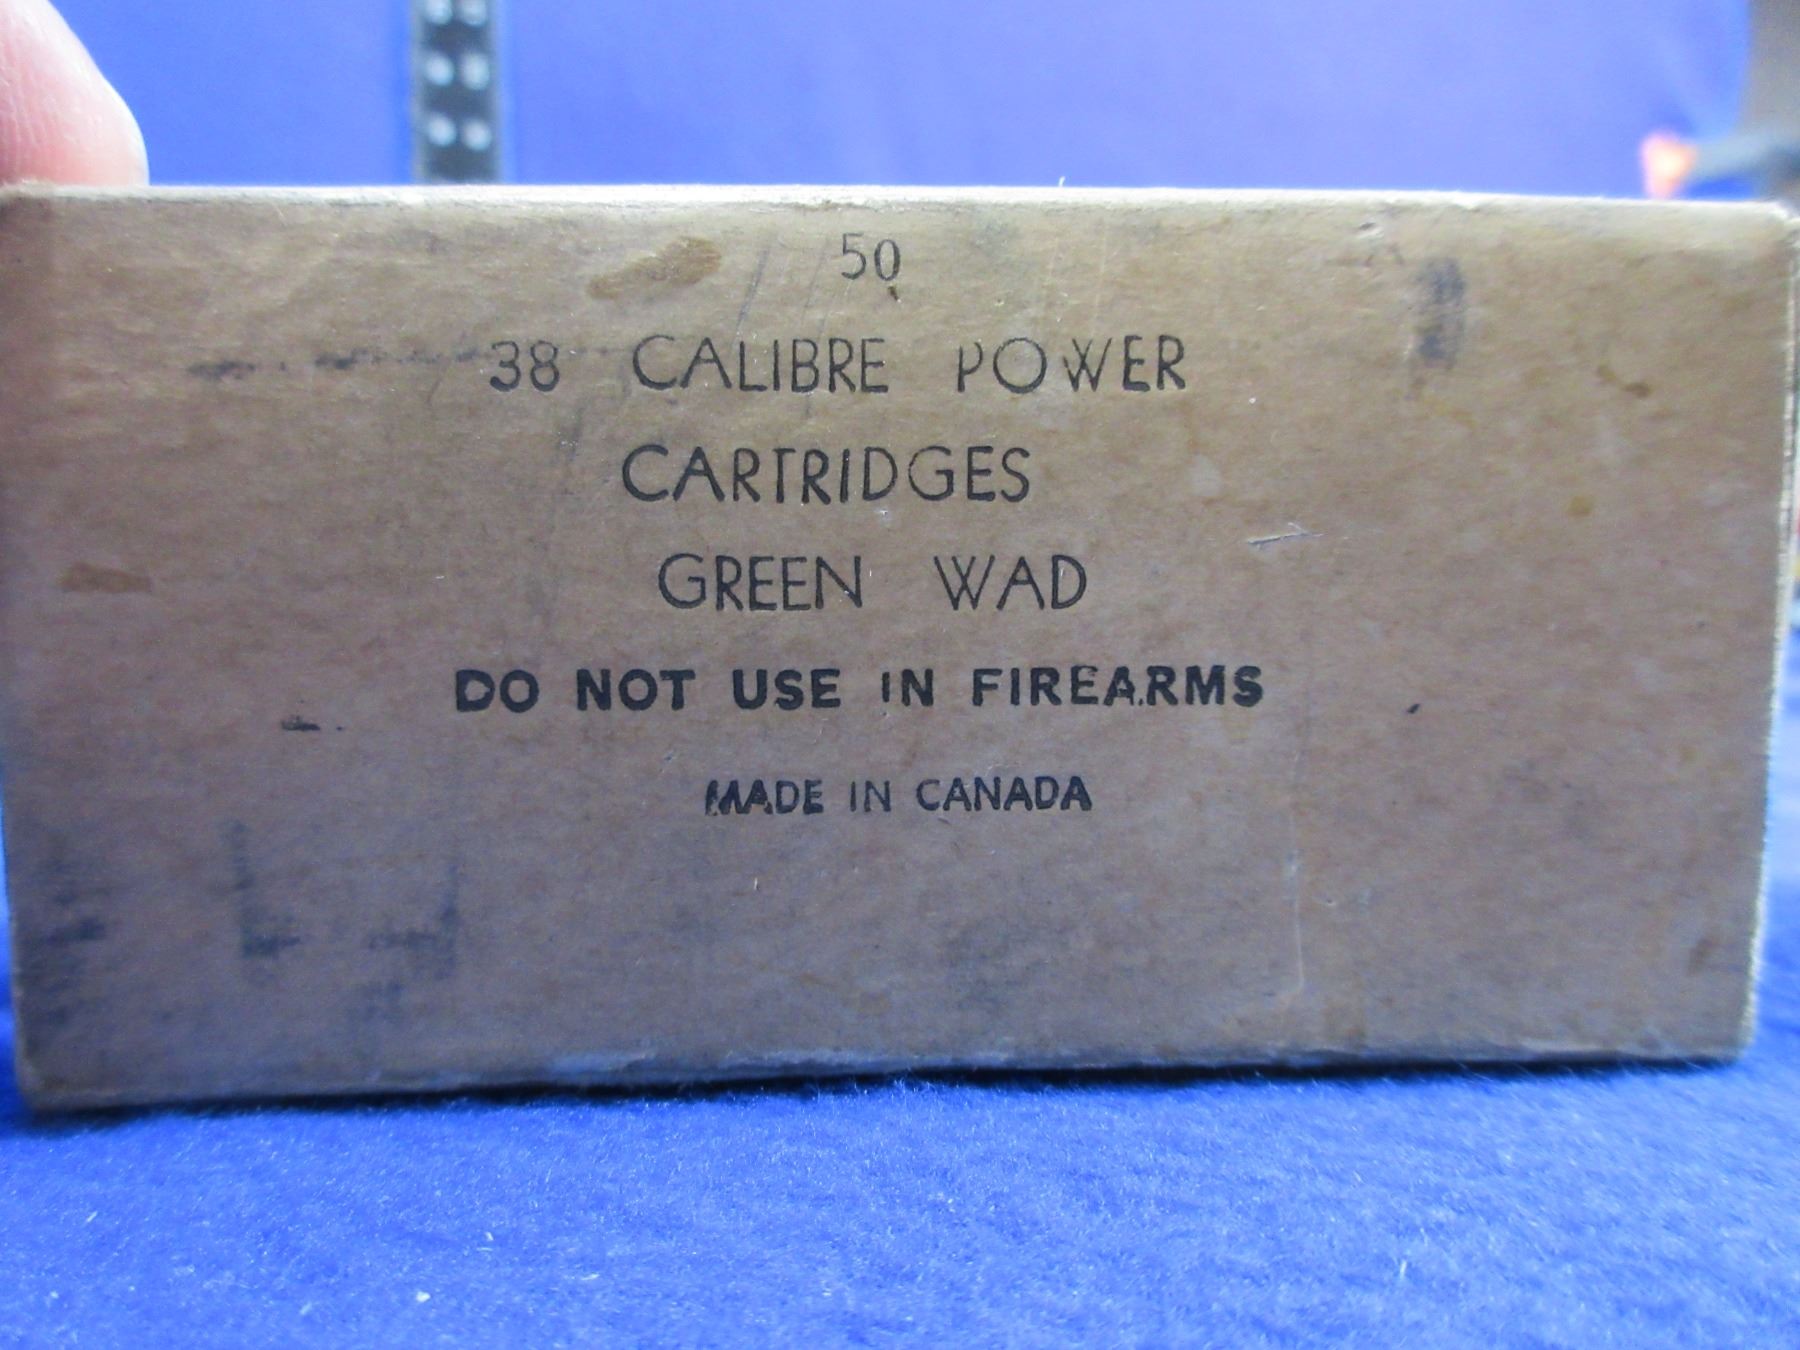 50
38 CALIBRE POWER
CARTRIDGES
GREEN WAD
DO NOT USE IN FIREARMS
MADE IN CANADA